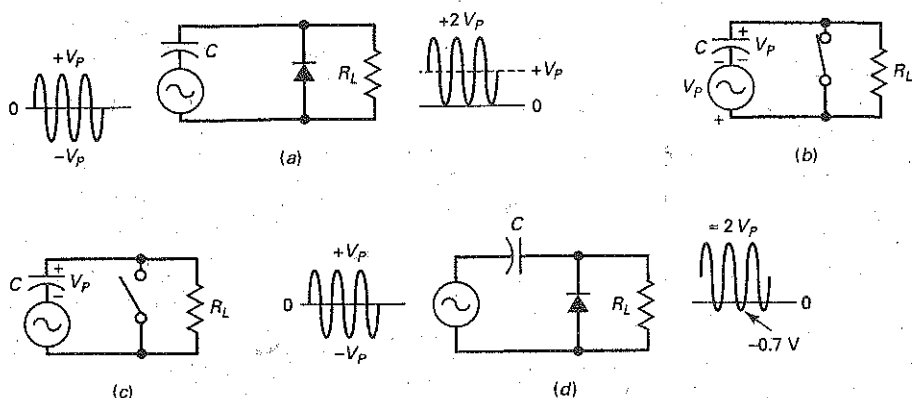 +V_P
0
−V_P
C
R_L
+2 V_P
+V_P
0
(a)
C
+
V_P
−
−
V_P
+
R_L
(b)
C
+
V_P
−
R_L
(c)
+V_P
0
−V_P
C
R_L
(d)
≈ 2 V_P
0
−0.7 V